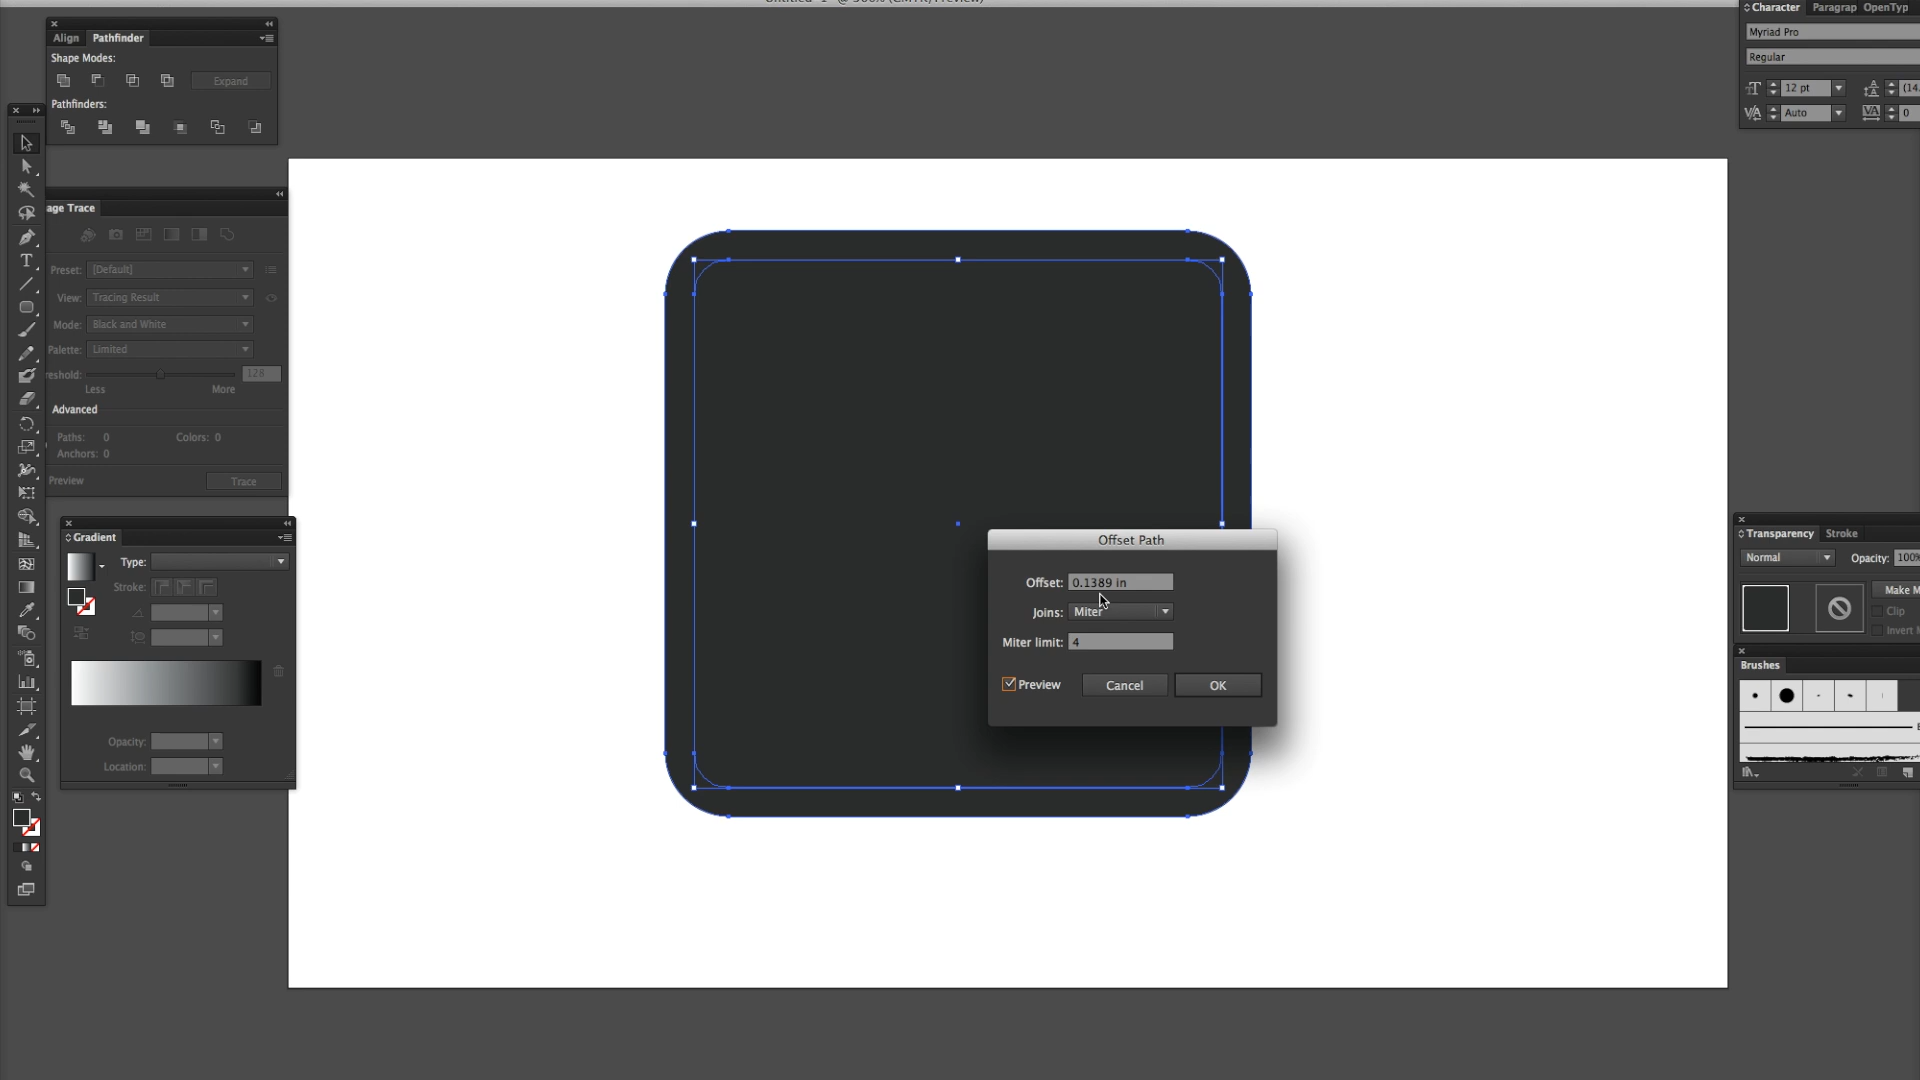 Align Pathfinder
Shape Modes:
Expand
Pathfinders:
age Trace
Preset: [Default]
View: Tracing Result
Mode: Black and White
Palette: Limited
reshold: 128
Less More
Advanced
Paths: 0 Colors: 0
Anchors: 0
Preview Trace
Gradient
Type:
Stroke:
Opacity:
Location:
Offset Path
Offset: 0.1389 in
Joins: Miter
Miter limit: 4
Preview Cancel OK
Character Paragrap OpenTyp
Myriad Pro
Regular
12 pt (14.
Auto 0
Transparency Stroke
Normal Opacity: 100%
Make M
Clip
Invert M
Brushes